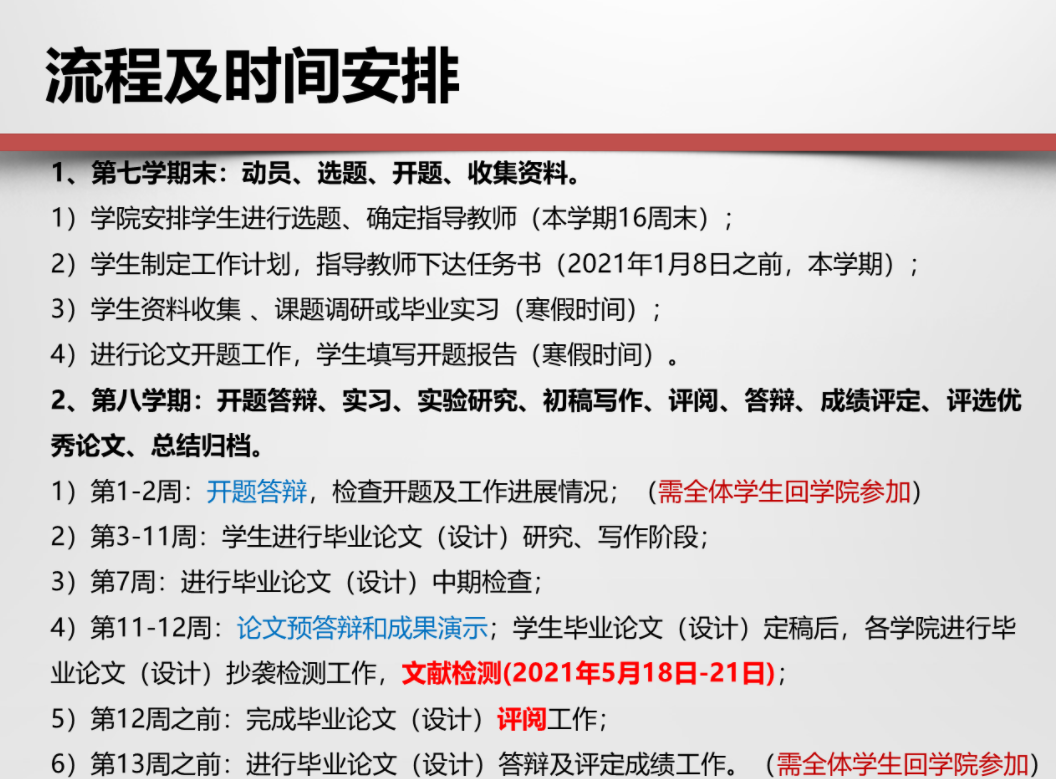 流程及时间安排
1、第七学期末：动员、选题、开题、收集资料。
1）学院安排学生进行选题、确定指导教师（本学期16周末）；
2）学生制定工作计划，指导教师下达任务书（2021年1月8日之前，本学期）；
3）学生资料收集 、课题调研或毕业实习（寒假时间）；
4）进行论文开题工作，学生填写开题报告（寒假时间）。
2、第八学期：开题答辩、实习、实验研究、初稿写作、评阅、答辩、成绩评定、评选优
秀论文、总结归档。
1）第1-2周：开题答辩，检查开题及工作进展情况；（需全体学生回学院参加）
2）第3-11周：学生进行毕业论文（设计）研究、写作阶段；
3）第7周：进行毕业论文（设计）中期检查；
4）第11-12周：论文预答辩和成果演示；学生毕业论文（设计）定稿后，各学院进行毕
业论文（设计）抄袭检测工作，文献检测(2021年5月18日-21日)；
5）第12周之前：完成毕业论文（设计）评阅工作；
6）第13周之前：进行毕业论文（设计）答辩及评定成绩工作。（需全体学生回学院参加）